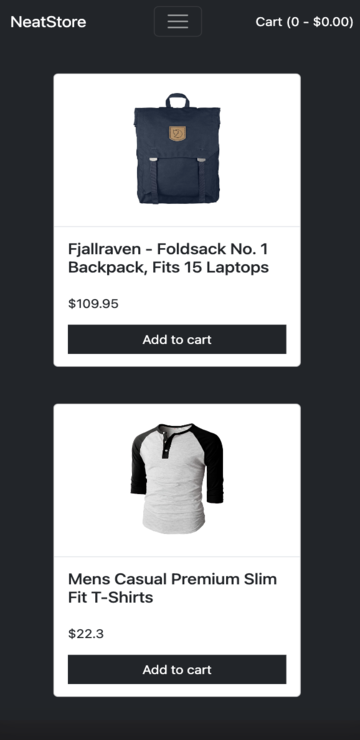 NeatStore
Cart (0 - $0.00)
Fjallraven - Foldsack No. 1
Backpack, Fits 15 Laptops
$109.95
Add to cart
Mens Casual Premium Slim
Fit T-Shirts
$22.3
Add to cart